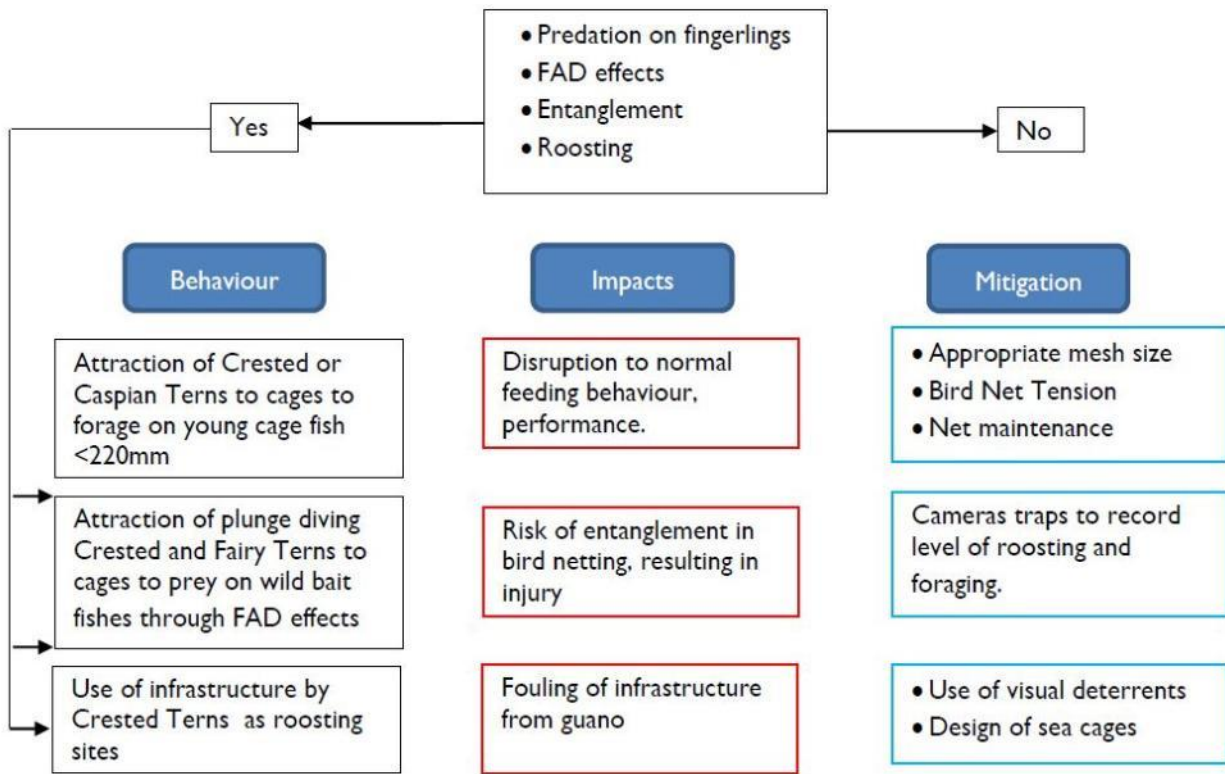 • Predation on fingerlings
• FAD effects
• Entanglement
• Roosting
Yes
No
Behaviour
Impacts
Mitigation
Attraction of Crested or
Caspian Terns to cages to
forage on young cage fish
<220mm
Disruption to normal
feeding behaviour,
performance.
• Appropriate mesh size
• Bird Net Tension
• Net maintenance
Attraction of plunge diving
Crested and Fairy Terns to
cages to prey on wild bait
fishes through FAD effects
Risk of entanglement in
bird netting, resulting in
injury
Cameras traps to record
level of roosting and
foraging.
Use of infrastructure by
Crested Terns as roosting
sites
Fouling of infrastructure
from guano
• Use of visual deterrents
• Design of sea cages